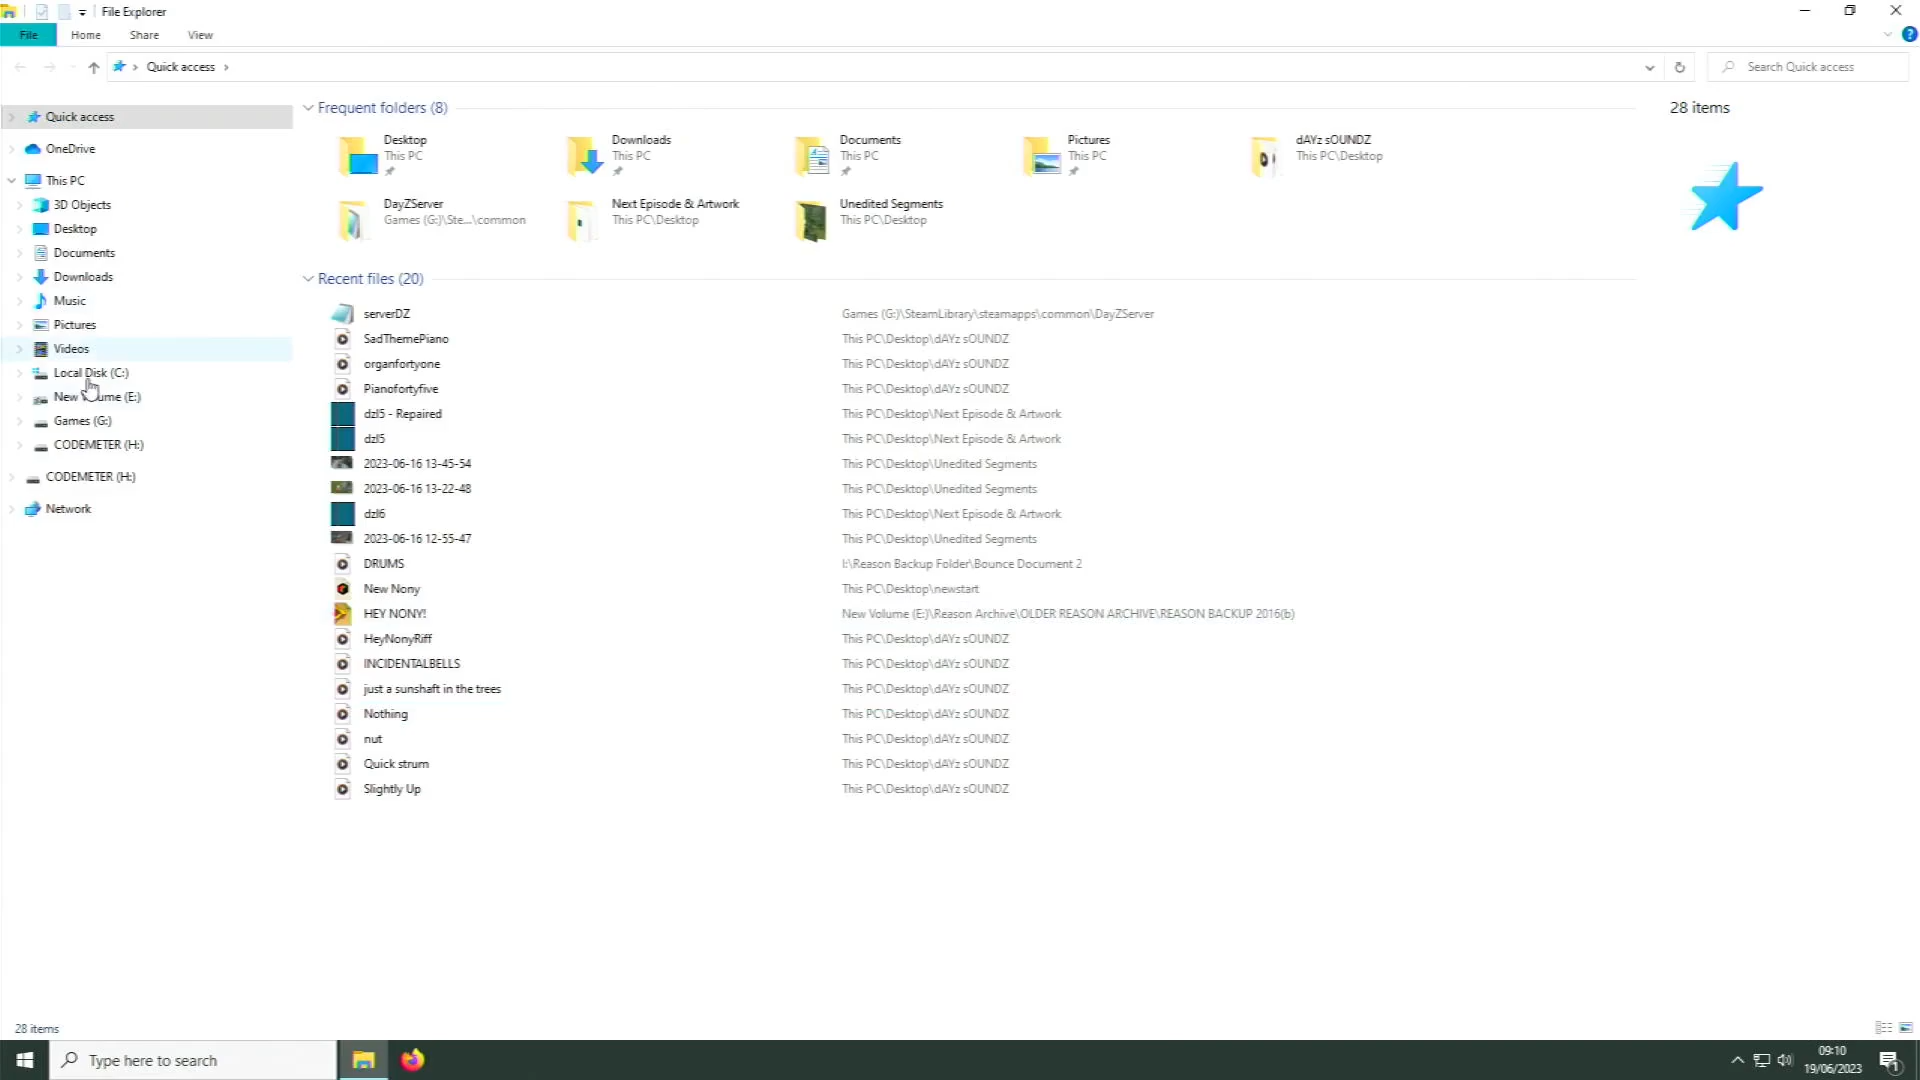 File Explorer
File Home Share View
Quick access
Search Quick access
Quick access
OneDrive
This PC
3D Objects
Desktop
Documents
Downloads
Music
Pictures
Videos
Local Disk (C:)
New Volume (E:)
Games (G:)
CODEMETER (H:)
CODEMETER (H:)
Network
Frequent folders (8)
Desktop
This PC
Downloads
This PC
Documents
This PC
Pictures
This PC
dAYz sOUNDZ
This PC\Desktop
DayZServer
Games (G:)\Ste...\common
Next Episode & Artwork
This PC\Desktop
Unedited Segments
This PC\Desktop
Recent files (20)
serverDZ Games (G:)\SteamLibrary\steamapps\common\DayZServer
SadThemePiano This PC\Desktop\dAYz sOUNDZ
organfortyone This PC\Desktop\dAYz sOUNDZ
Pianofortyfive This PC\Desktop\dAYz sOUNDZ
dzl5 - Repaired This PC\Desktop\Next Episode & Artwork
dzl5 This PC\Desktop\Next Episode & Artwork
2023-06-16 13-45-54 This PC\Desktop\Unedited Segments
2023-06-16 13-22-48 This PC\Desktop\Unedited Segments
dzl6 This PC\Desktop\Next Episode & Artwork
2023-06-16 12-55-47 This PC\Desktop\Unedited Segments
DRUMS I:\Reason Backup Folder\Bounce Document 2
New Nony This PC\Desktop\newstart
HEY NONY! New Volume (E:)\Reason Archive\OLDER REASON ARCHIVE\REASON BACKUP 2016(b)
HeyNonyRiff This PC\Desktop\dAYz sOUNDZ
INCIDENTALBELLS This PC\Desktop\dAYz sOUNDZ
just a sunshaft in the trees This PC\Desktop\dAYz sOUNDZ
Nothing This PC\Desktop\dAYz sOUNDZ
nut This PC\Desktop\dAYz sOUNDZ
Quick strum This PC\Desktop\dAYz sOUNDZ
Slightly Up This PC\Desktop\dAYz sOUNDZ
28 items
28 items
Type here to search
09:10
19/06/2023
1